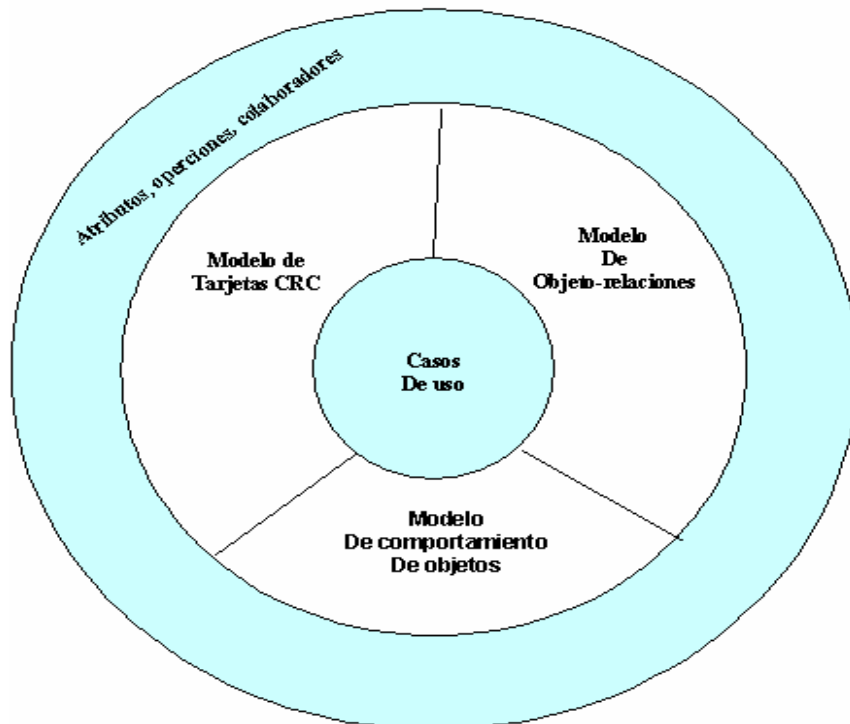 Atributos, operciones, colaboradores
Modelo de
Tarjetas CRC
Modelo
De
Objeto-relaciones
Casos
De uso
Modelo
De comportamiento
De objetos